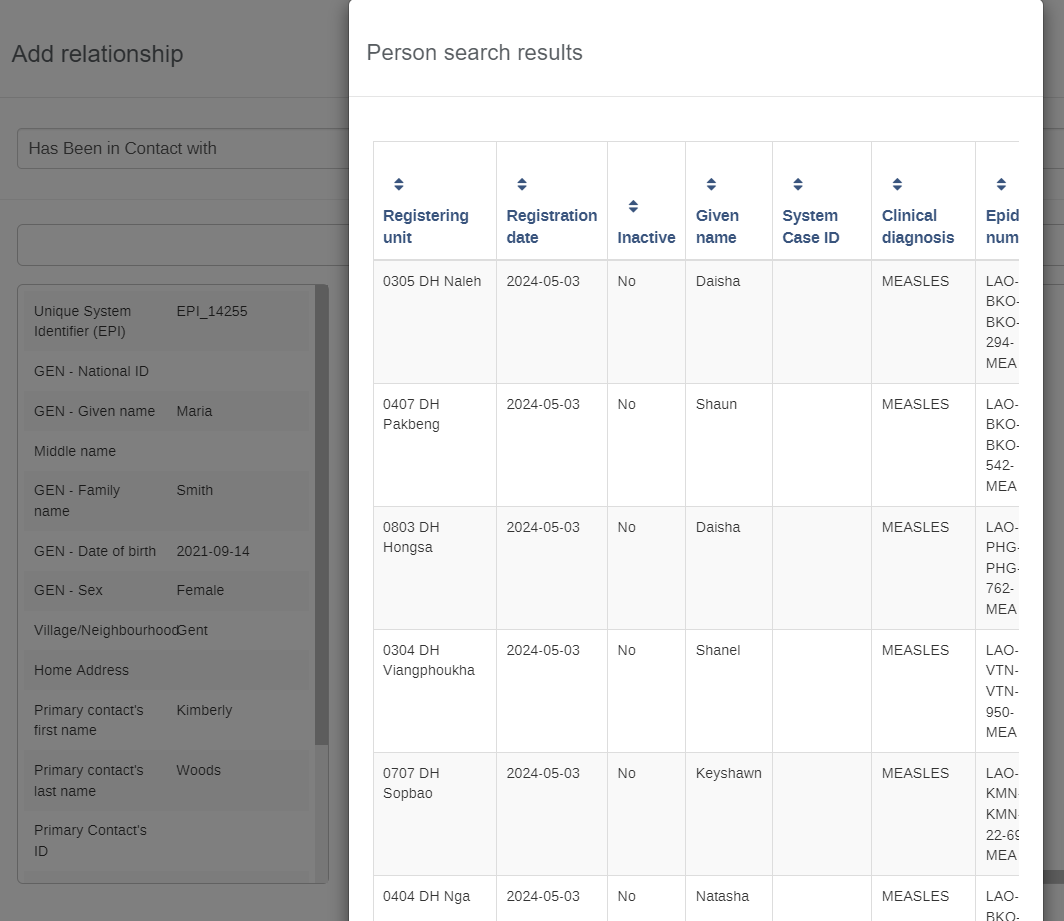 Add relationship
Has Been in Contact with
Unique System
Identifier (EPI)
EPI_14255
GEN - National ID
GEN - Given name
Maria
Middle name
GEN - Family
name
Smith
GEN - Date of birth
2021-09-14
GEN - Sex
Female
Village/Neighbourhood
Gent
Home Address
Primary contact's
first name
Kimberly
Primary contact's
last name
Woods
Primary Contact's
ID
Person search results
Registering
unit
Registration
date
Inactive
Given
name
System
Case ID
Clinical
diagnosis
Epid
num
0305 DH Naleh
2024-05-03
No
Daisha
MEASLES
LAO-
BKO-
BKO-
294-
MEA
0407 DH
Pakbeng
2024-05-03
No
Shaun
MEASLES
LAO-
BKO-
BKO-
542-
MEA
0803 DH
Hongsa
2024-05-03
No
Daisha
MEASLES
LAO-
PHG-
PHG-
762-
MEA
0304 DH
Viangphoukha
2024-05-03
No
Shanel
MEASLES
LAO-
VTN-
VTN-
950-
MEA
0707 DH
Sopbao
2024-05-03
No
Keyshawn
MEASLES
LAO-
KMN-
KMN-
22-69
MEA
0404 DH Nga
2024-05-03
No
Natasha
MEASLES
LAO-
BKO-